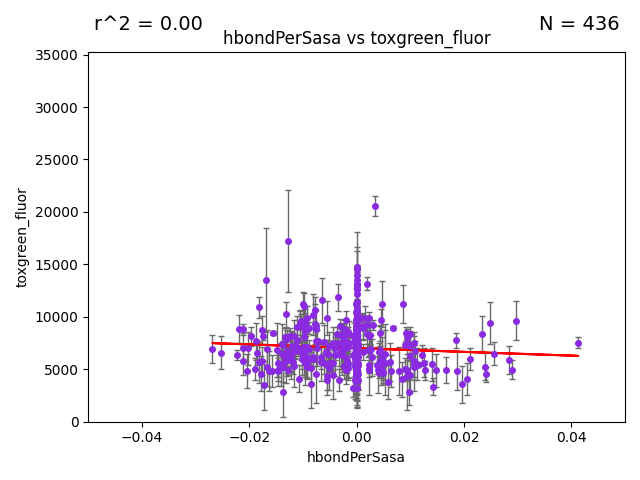 r^2 = 0.00
N = 436
hbondPerSasa vs toxgreen_fluor
35000
30000
25000
20000
15000
10000
5000
0
toxgreen_fluor
−0.04
−0.02
0.00
0.02
0.04
hbondPerSasa